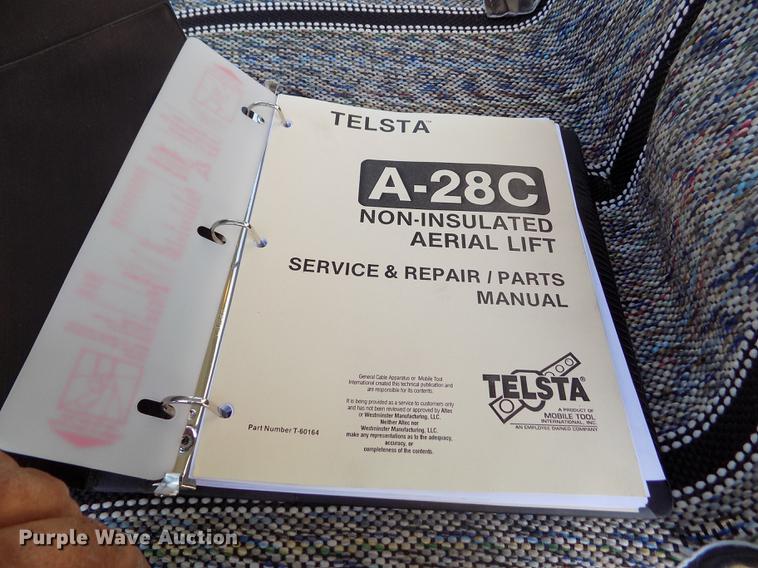 TELSTA™
A-28C
NON-INSULATED
AERIAL LIFT
SERVICE & REPAIR / PARTS
MANUAL
General Cable Apparatus or Mobile Tool
International created this technical publication and
are responsible for its contents.
It is being provided as a service to customers only
and has not been reviewed or approved by Altec
or Westminster Manufacturing, LLC.
Neither Altec nor
Westminster Manufacturing, LLC.
make any representations as to the adequacy,
accuracy, or
completeness of the contents.
Part Number T-60164
TELSTA®
A PRODUCT OF
MOBILE TOOL
INTERNATIONAL, INC.
AN EMPLOYEE OWNED COMPANY
Purple Wave Auction